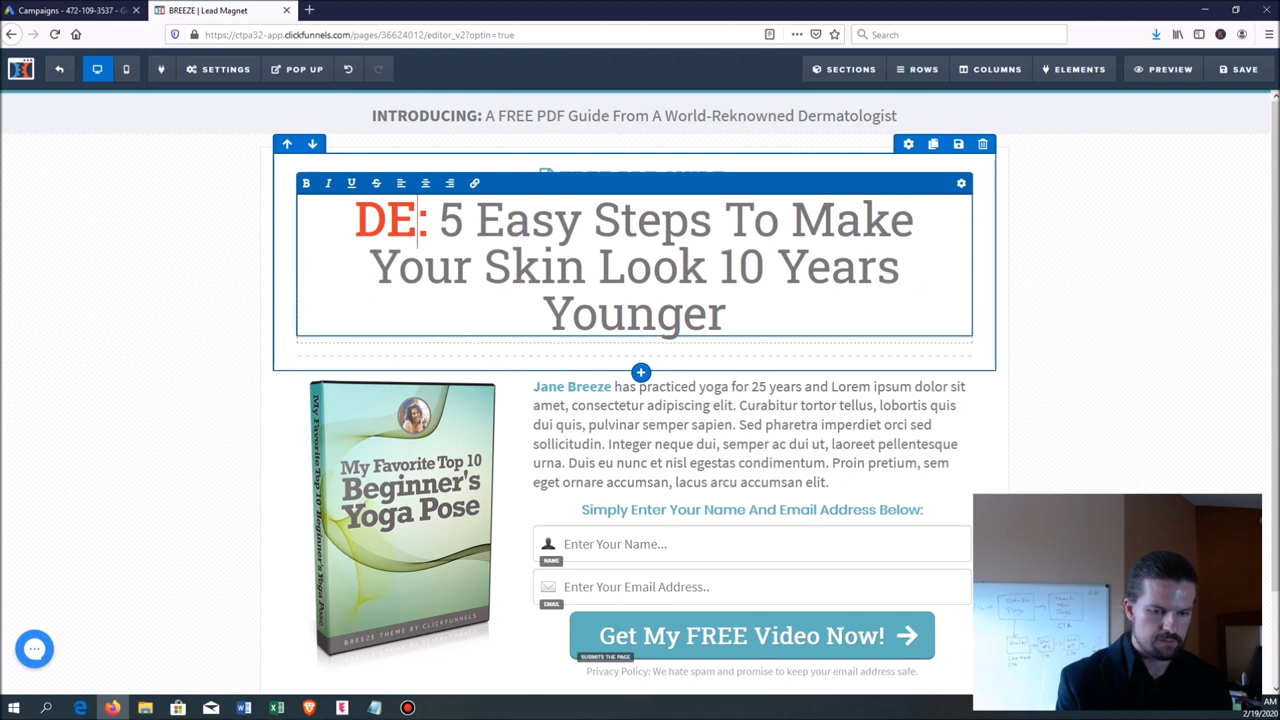 Campaigns - 472-109-3537 - G
BREEZE | Lead Magnet
https://ctpa32-app.clickfunnels.com/pages/36624012/editor_v2?optin=true
Search
SETTINGS
POP UP
SECTIONS
ROWS
COLUMNS
ELEMENTS
PREVIEW
SAVE
INTRODUCING: A FREE PDF Guide From A World-Reknowned Dermatologist
B I U S
DE: 5 Easy Steps To Make
Your Skin Look 10 Years
Younger
Jane Breeze has practiced yoga for 25 years and Lorem ipsum dolor sit
amet, consectetur adipiscing elit. Curabitur tortor tellus, lobortis quis
dui quis, pulvinar semper sapien. Sed pharetra imperdiet orci sed
sollicitudin. Integer neque dui, semper ac dui ut, laoreet pellentesque
urna. Duis eu nunc et nisl egestas condimentum. Proin pretium, sem
eget ornare accumsan, lacus arcu accumsan elit.
My Favorite Top 10
Beginner's
Yoga Pose
My Favorite Top 10 Beginner's Yoga Pose
BREEZE THEME BY CLICKFUNNELS
Simply Enter Your Name And Email Address Below:
Enter Your Name...
NAME
Enter Your Email Address..
EMAIL
Get My FREE Video Now!
SUBMITS THE PAGE
Privacy Policy: We hate spam and promise to keep your email address safe.
AM
2/19/2020